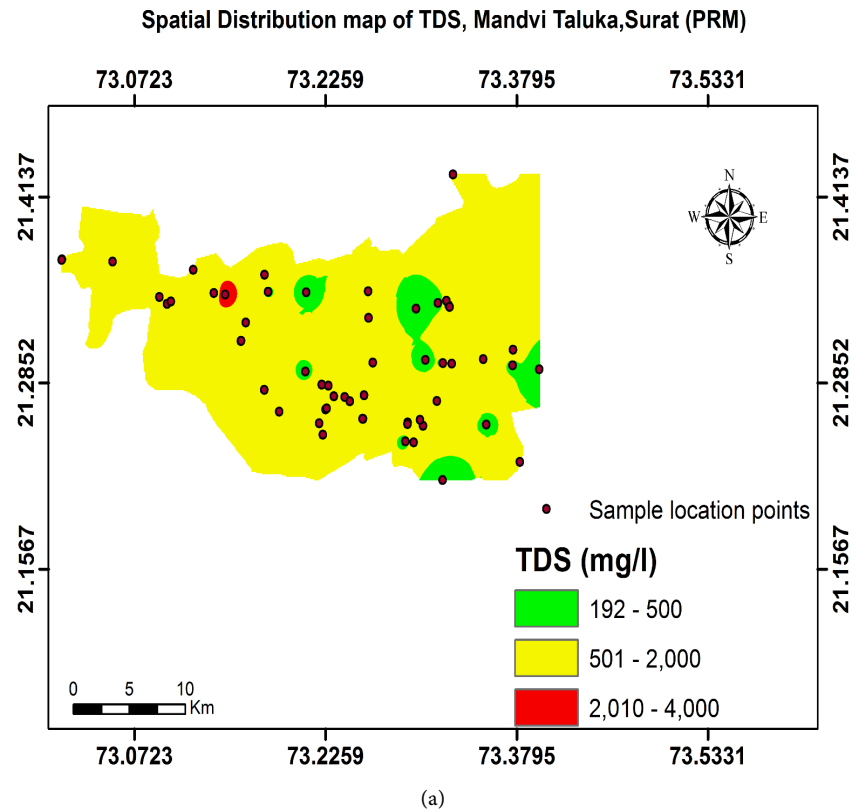 Spatial Distribution map of TDS, Mandvi Taluka,Surat (PRM)
73.0723 73.2259 73.3795 73.5331
21.4137 21.4137
N
W E
S
21.2852 21.2852
Sample location points
TDS (mg/l)
21.1567 21.1567
192 - 500
501 - 2,000
0 5 10
Km
2,010 - 4,000
73.0723 73.2259 73.3795 73.5331
(a)